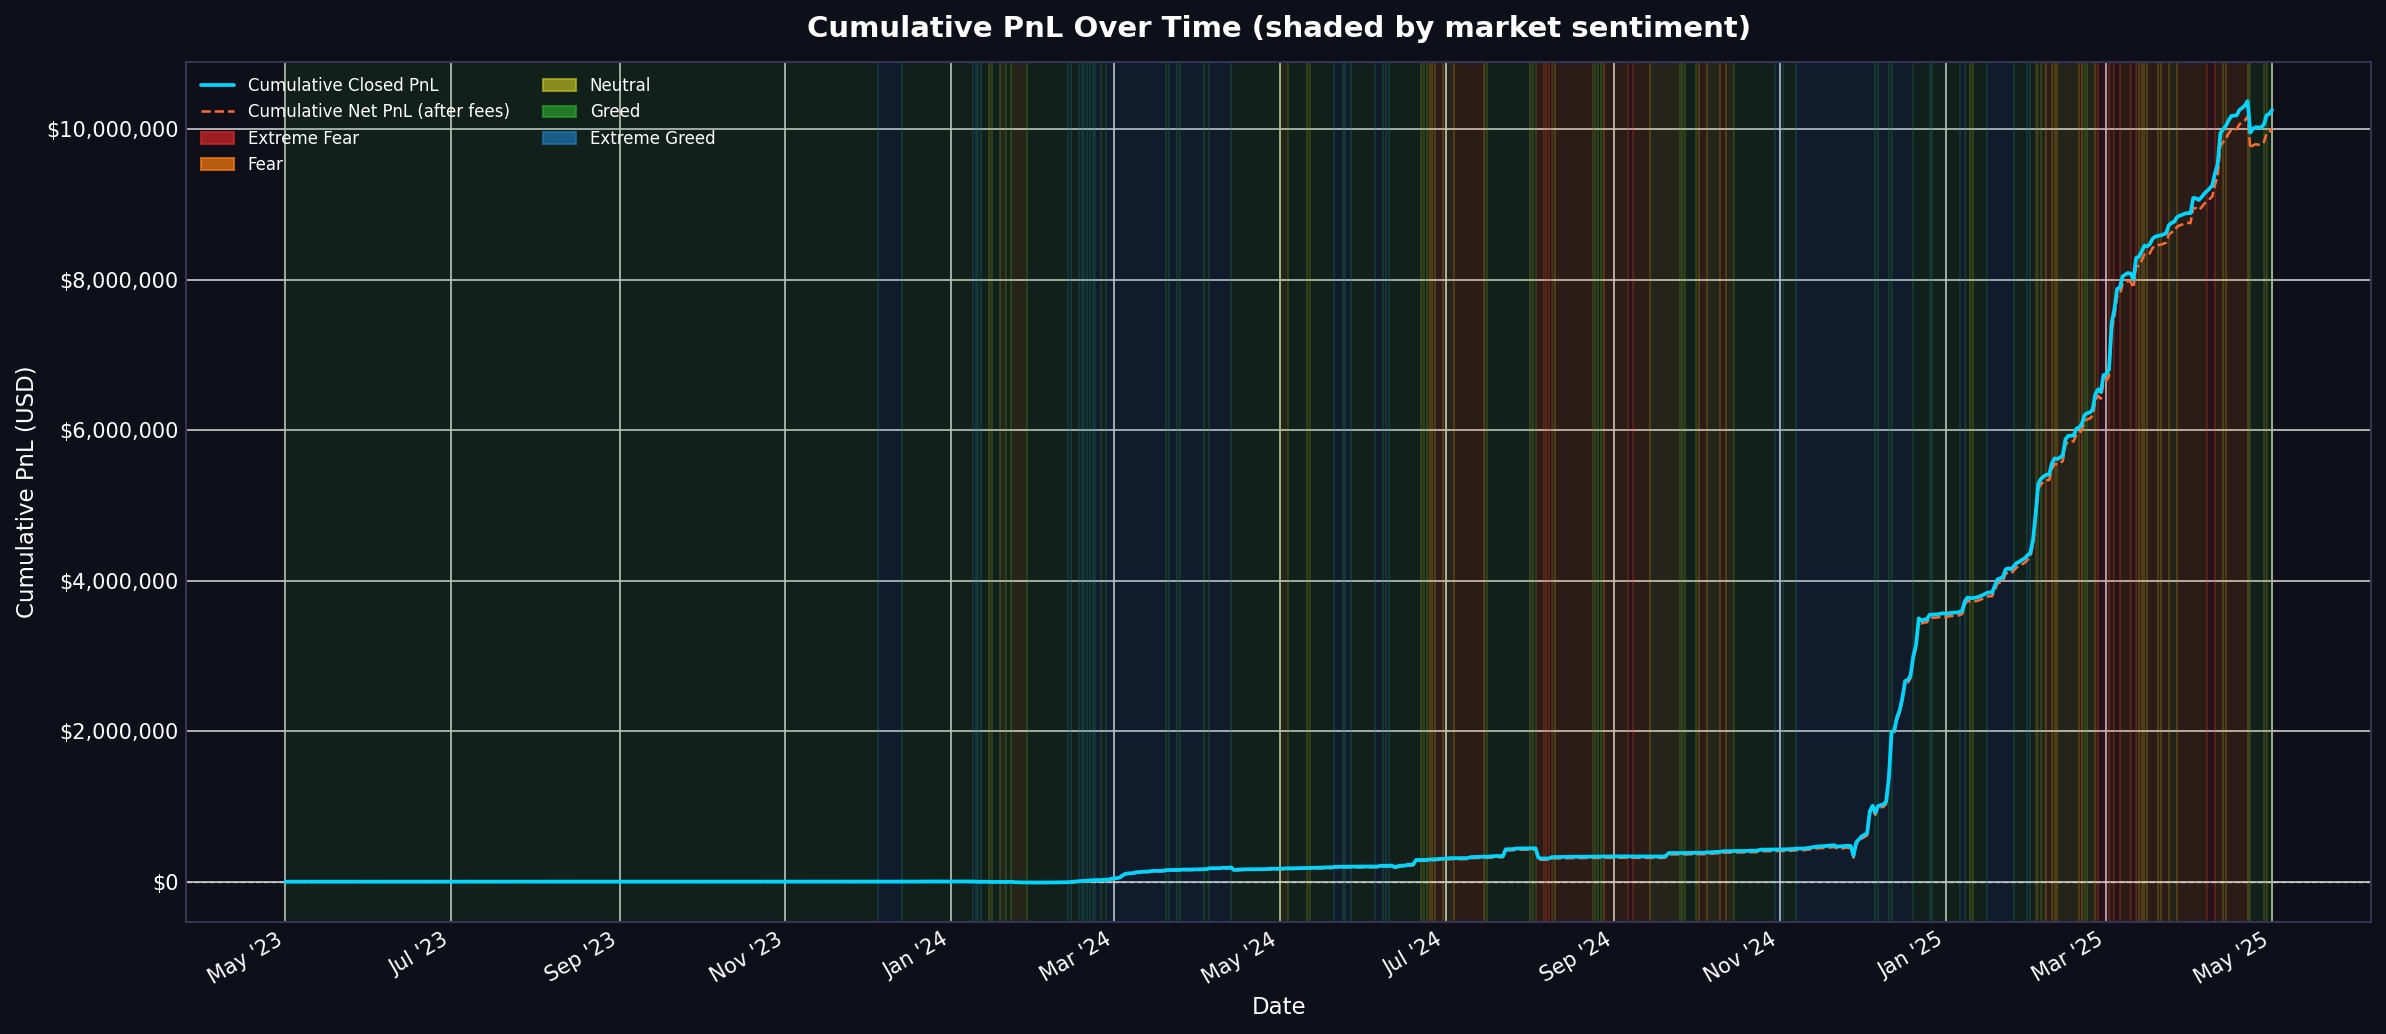 Cumulative PnL Over Time (shaded by market sentiment)
Cumulative Closed PnL
Cumulative Net PnL (after fees)
Extreme Fear
Fear
Neutral
Greed
Extreme Greed
Cumulative PnL (USD)
$10,000,000
$8,000,000
$6,000,000
$4,000,000
$2,000,000
$0
May '23
Jul '23
Sep '23
Nov '23
Jan '24
Mar '24
May '24
Jul '24
Sep '24
Nov '24
Jan '25
Mar '25
May '25
Date